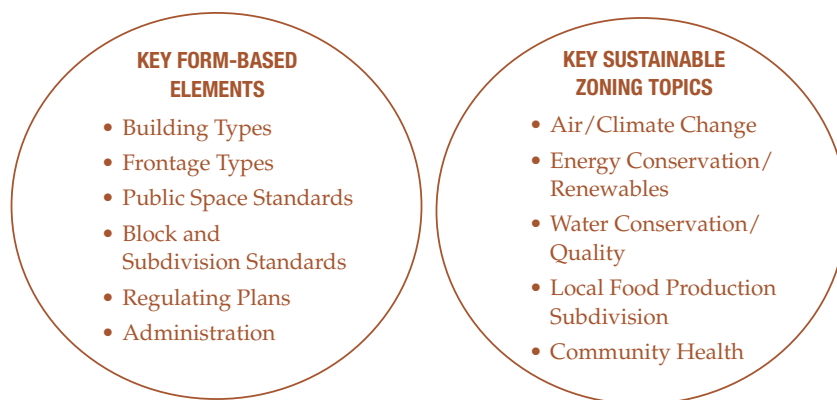 KEY FORM-BASED
ELEMENTS
• Building Types
• Frontage Types
• Public Space Standards
• Block and
Subdivision Standards
• Regulating Plans
• Administration
KEY SUSTAINABLE
ZONING TOPICS
• Air/Climate Change
• Energy Conservation/
Renewables
• Water Conservation/
Quality
• Local Food Production
Subdivision
• Community Health